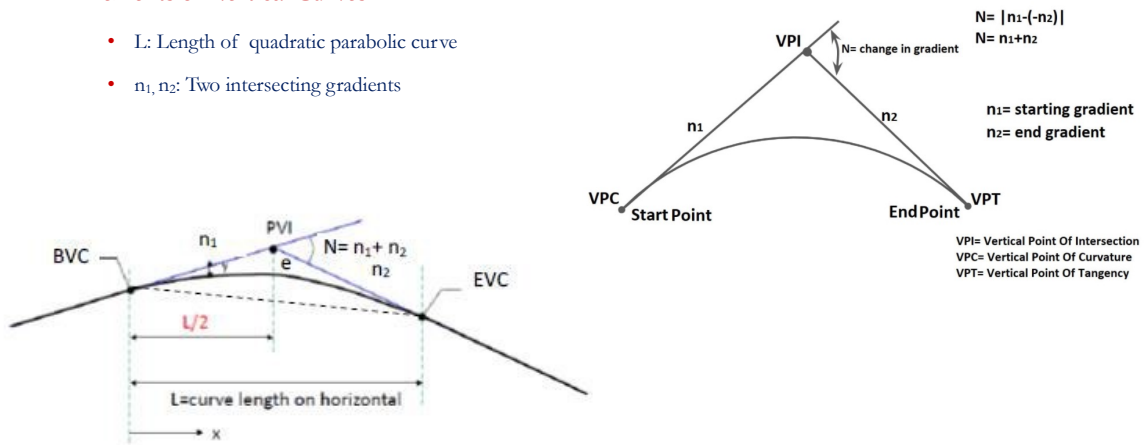 • L: Length of quadratic parabolic curve
• n1, n2: Two intersecting gradients
N= |n1-(-n2)|
N= n1+n2
VPI
N= change in gradient
n1
n2
n1= starting gradient
n2= end gradient
VPC
Start Point
End Point
VPT
VPI= Vertical Point Of Intersection
VPC= Vertical Point Of Curvature
VPT= Vertical Point Of Tangency
PVI
n1
N= n1+ n2
BVC
y
e
n2
EVC
L/2
L=curve length on horizontal
x